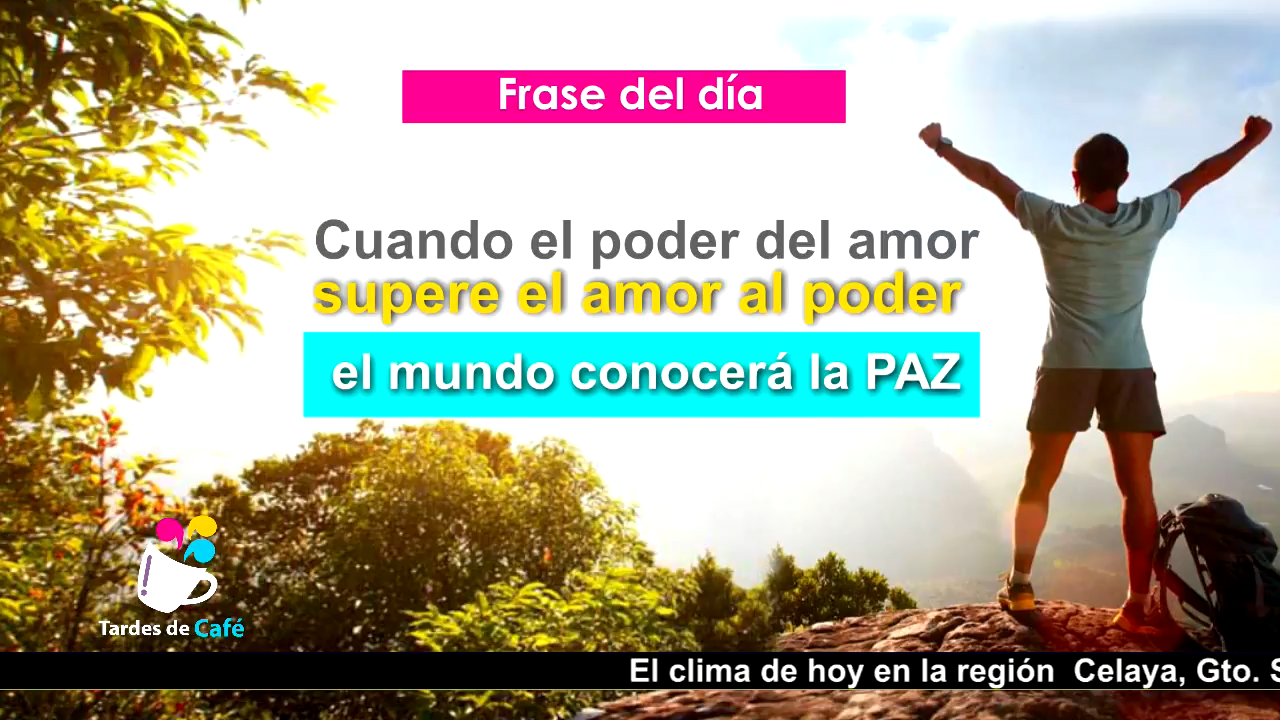 Frase del día
Cuando el poder del amor
supere el amor al poder
el mundo conocerá la PAZ
Tardes de Café
El clima de hoy en la región Celaya, Gto. S